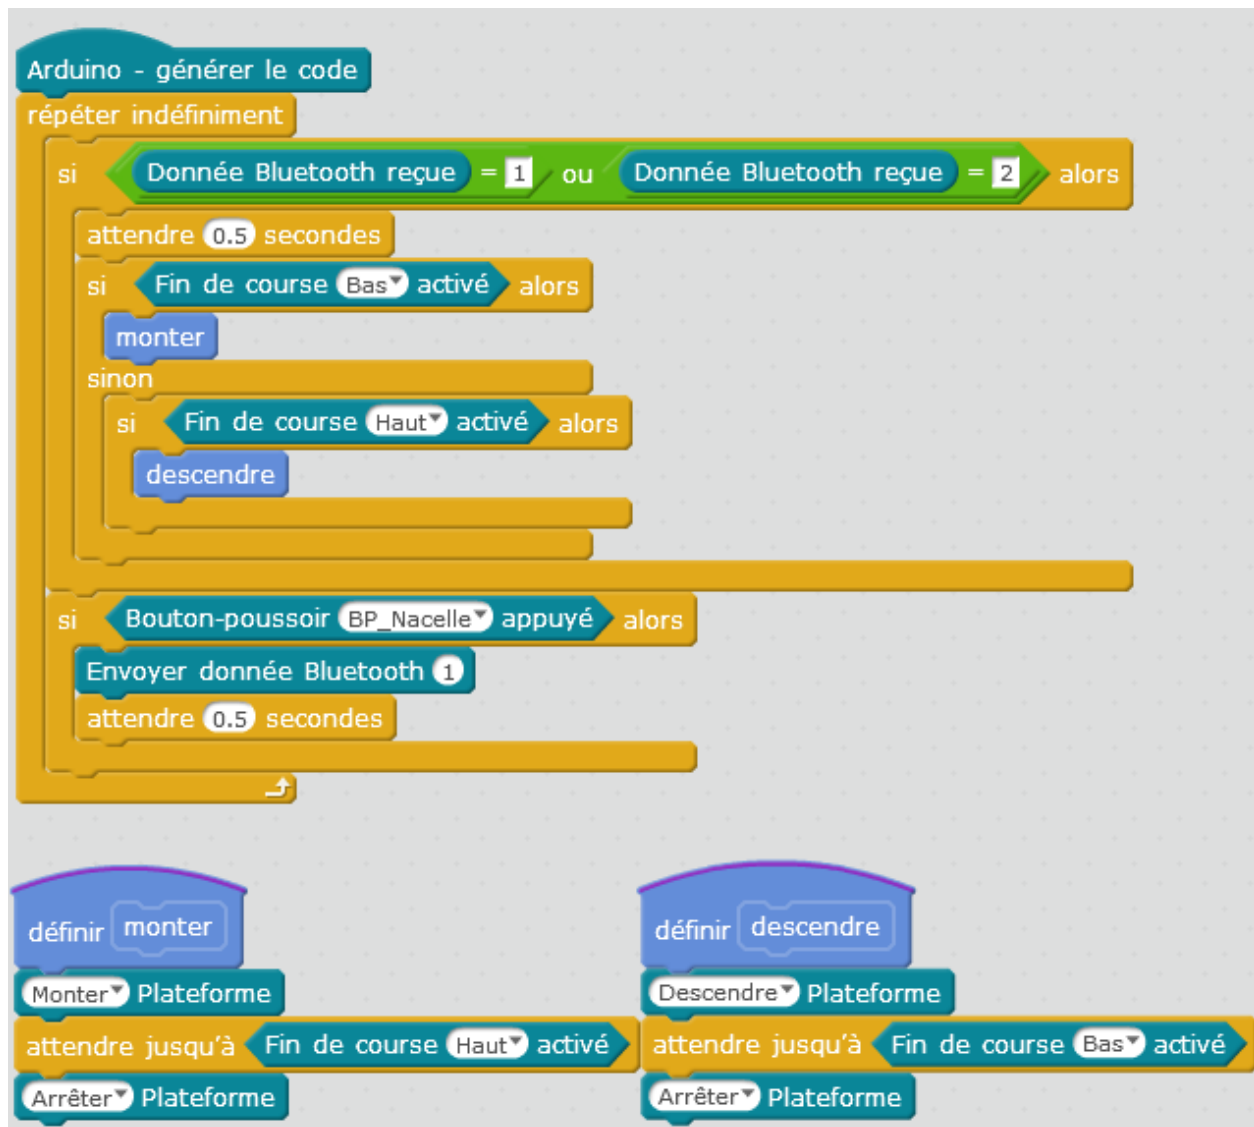 Arduino - générer le code
répéter indéfiniment
si Donnée Bluetooth reçue = 1 ou Donnée Bluetooth reçue = 2 alors
attendre 0.5 secondes
si Fin de course Bas activé alors
monter
sinon
si Fin de course Haut activé alors
descendre
si Bouton-poussoir BP_Nacelle appuyé alors
Envoyer donnée Bluetooth 1
attendre 0.5 secondes
définir monter
Monter Plateforme
attendre jusqu'à Fin de course Haut activé
Arrêter Plateforme
définir descendre
Descendre Plateforme
attendre jusqu'à Fin de course Bas activé
Arrêter Plateforme